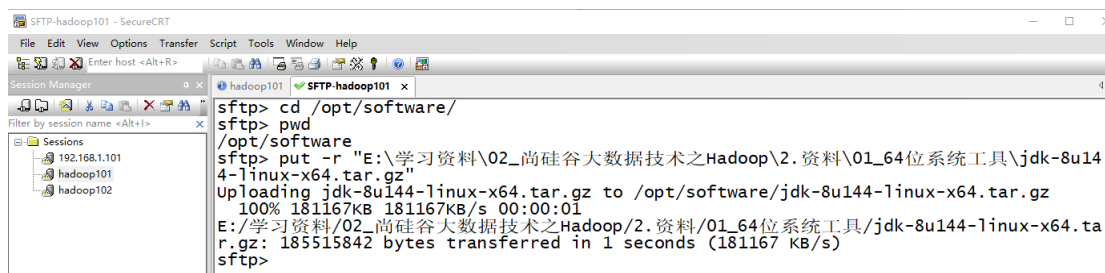 SFTP-hadoop101 - SecureCRT
File Edit View Options Transfer Script Tools Window Help
Enter host <Alt+R>
Session Manager
hadoop101 SFTP-hadoop101
Filter by session name <Alt+I>
Sessions
192.168.1.101
hadoop101
hadoop102
sftp> cd /opt/software/
sftp> pwd
/opt/software
sftp> put -r "E:\学习资料\02_尚硅谷大数据技术之Hadoop\2.资料\01_64位系统工具\jdk-8u14
4-linux-x64.tar.gz"
Uploading jdk-8u144-linux-x64.tar.gz to /opt/software/jdk-8u144-linux-x64.tar.gz
100% 181167KB 181167KB/s 00:00:01
E:/学习资料/02_尚硅谷大数据技术之Hadoop/2.资料/01_64位系统工具/jdk-8u144-linux-x64.ta
r.gz: 185515842 bytes transferred in 1 seconds (181167 KB/s)
sftp>